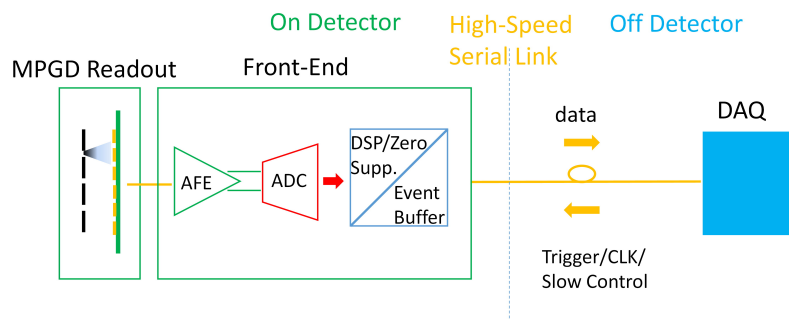 On Detector
High-Speed
Serial Link
Off Detector
MPGD Readout
Front-End
data
DAQ
AFE
ADC
DSP/Zero
Supp.
Event
Buffer
Trigger/CLK/
Slow Control